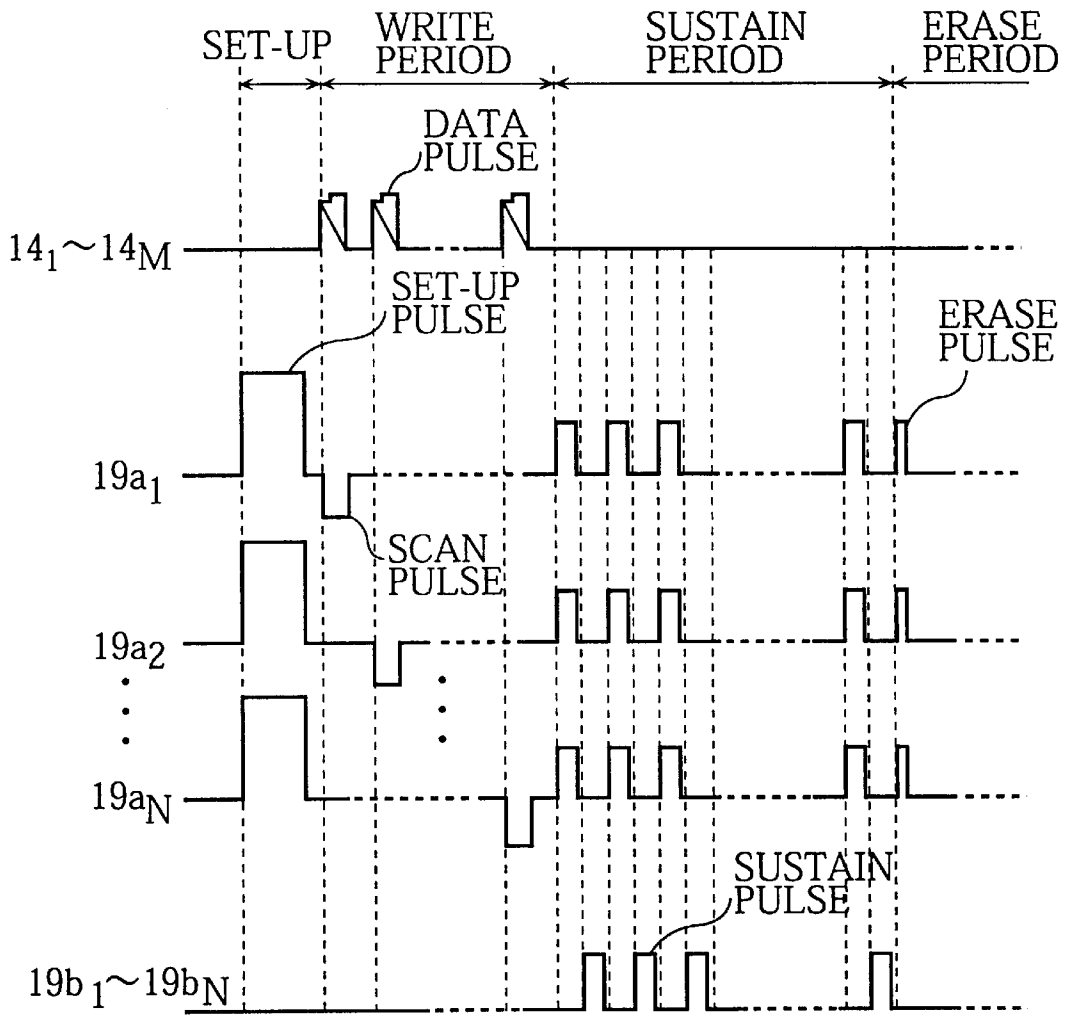 SET-UP
WRITE
PERIOD
SUSTAIN
PERIOD
ERASE
PERIOD
DATA
PULSE
14₁~14M
SET-UP
PULSE
ERASE
PULSE
19a₁
SCAN
PULSE
19a₂
19aN
SUSTAIN
PULSE
19b₁~19bN